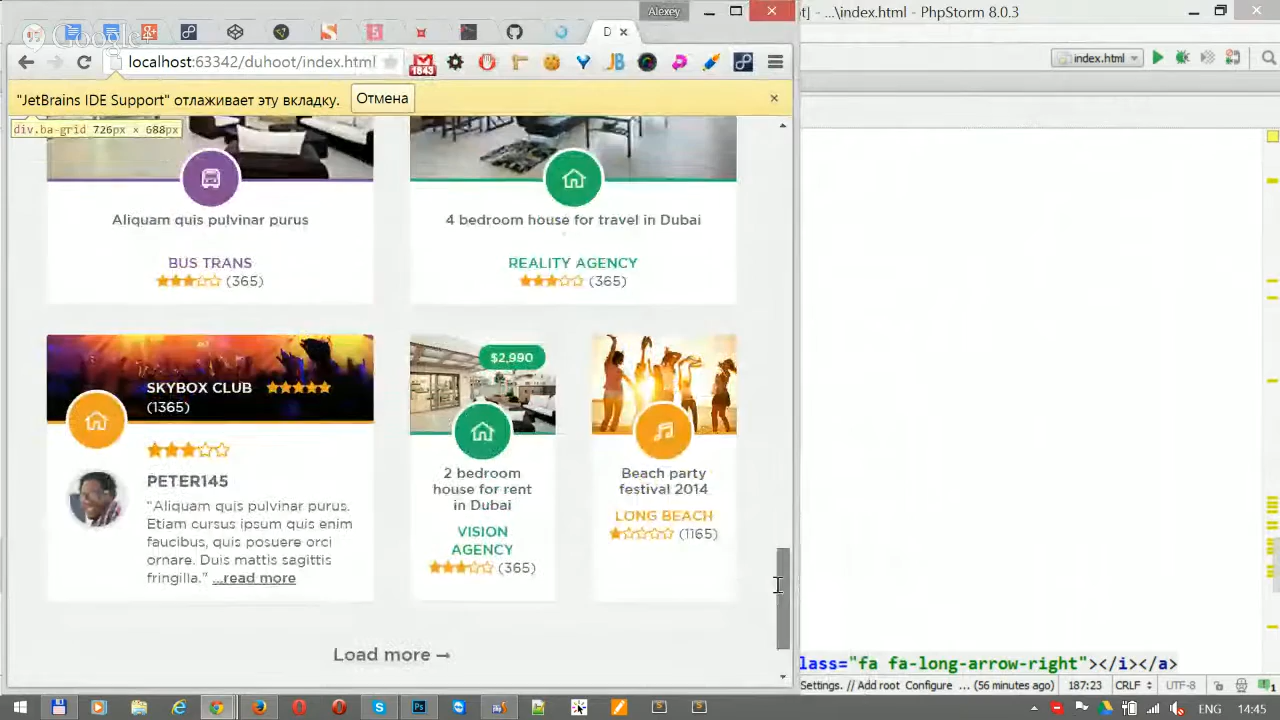 Alexey
...\index.html - PhpStorm 8.0.3
Google+
localhost:63342/duhoot/index.html
1843
JB
index.html
"JetBrains IDE Support" отлаживает эту вкладку.
Отмена
div.ba-grid 726px × 688px
Aliquam quis pulvinar purus
BUS TRANS
(365)
4 bedroom house for travel in Dubai
REALITY AGENCY
(365)
SKYBOX CLUB
(1365)
PETER145
"Aliquam quis pulvinar purus.
Etiam cursus ipsum quis enim
faucibus, quis posuere orci
ornare. Duis mattis sagittis
fringilla." ...read more
$2,990
2 bedroom
house for rent
in Dubai
VISION
AGENCY
(365)
Beach party
festival 2014
LONG BEACH
(1165)
Load more
lass="fa fa-long-arrow-right"></i></a>
Settings. // Add root Configure ... (56 minutes ago)
187:23
CRLF
UTF-8
ENG
14:45